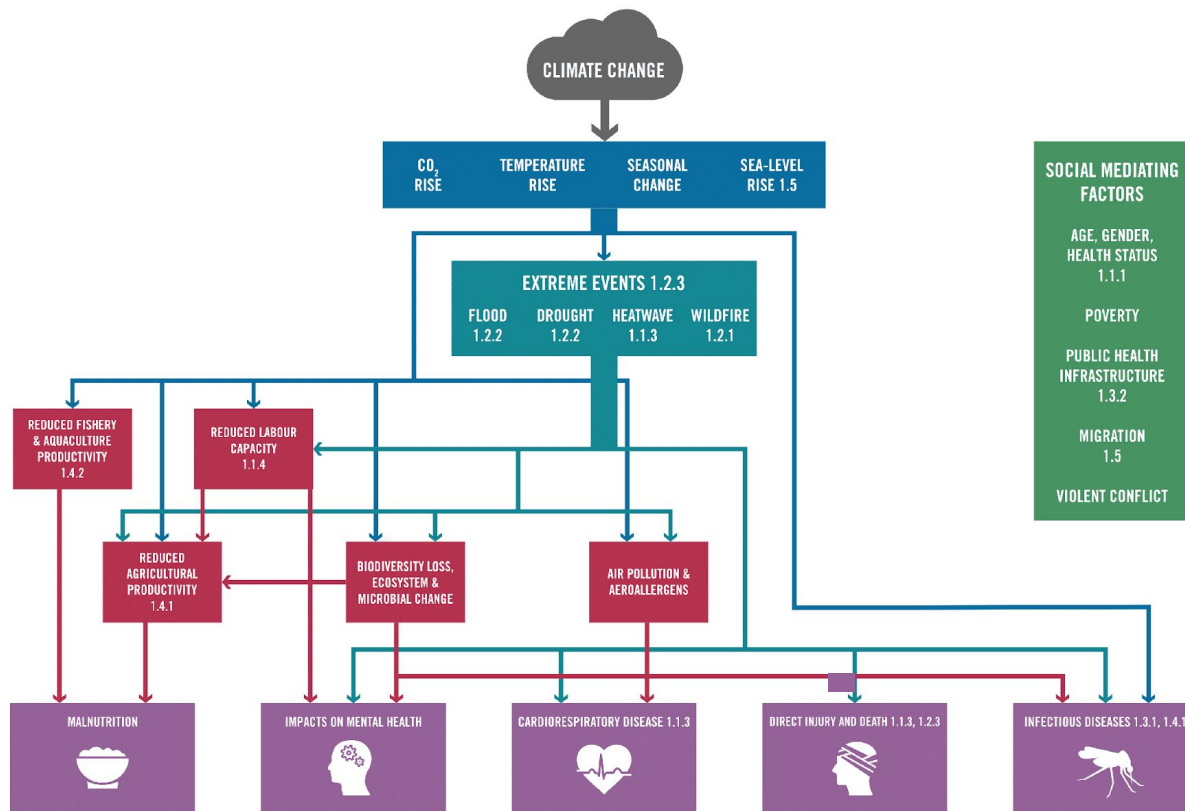 CLIMATE CHANGE
CO₂
RISE
TEMPERATURE
RISE
SEASONAL
CHANGE
SEA-LEVEL
RISE 1.5
SOCIAL MEDIATING
FACTORS
AGE, GENDER,
HEALTH STATUS
1.1.1
POVERTY
PUBLIC HEALTH
INFRASTRUCTURE
1.3.2
MIGRATION
1.5
VIOLENT CONFLICT
EXTREME EVENTS 1.2.3
FLOOD
1.2.2
DROUGHT
1.2.2
HEATWAVE
1.1.3
WILDFIRE
1.2.1
REDUCED FISHERY
& AQUACULTURE
PRODUCTIVITY
1.4.2
REDUCED LABOUR
CAPACITY
1.1.4
REDUCED
AGRICULTURAL
PRODUCTIVITY
1.4.1
BIODIVERSITY LOSS,
ECOSYSTEM &
MICROBIAL CHANGE
AIR POLLUTION &
AEROALLERGENS
MALNUTRITION
IMPACTS ON MENTAL HEALTH
CARDIORESPIRATORY DISEASE 1.1.3
DIRECT INJURY AND DEATH 1.1.3, 1.2.3
INFECTIOUS DISEASES 1.3.1, 1.4.1